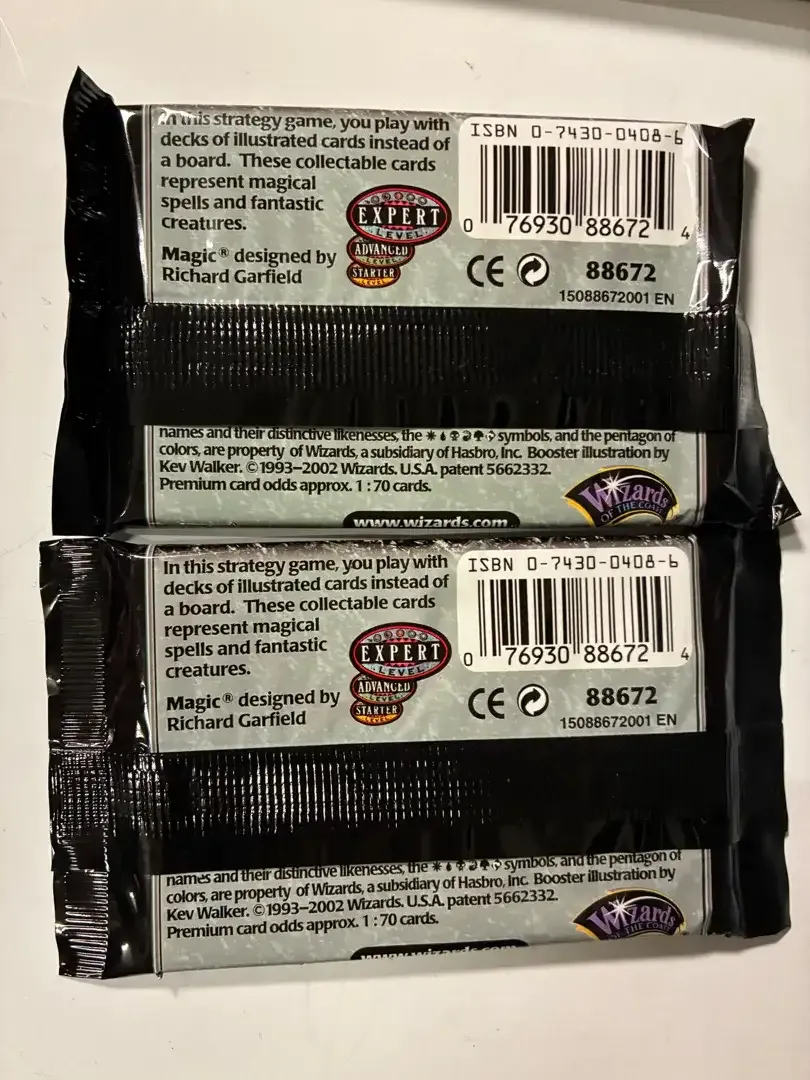 In this strategy game, you play with
decks of illustrated cards instead of
a board. These collectable cards
represent magical
spells and fantastic
creatures.
Magic® designed by
Richard Garfield
EXPERT
LEVEL
ADVANCED
LEVEL
STARTER
LEVEL
ISBN 0-7430-0408-6
0 76930 88672 4
CE
88672
15088672001 EN
names and their distinctive likenesses, the symbols, and the pentagon of
colors, are property of Wizards, a subsidiary of Hasbro, Inc. Booster illustration by
Kev Walker. ©1993–2002 Wizards. U.S.A. patent 5662332.
Premium card odds approx. 1 : 70 cards.
www.wizards.com
Wizards
OF THE COAST
In this strategy game, you play with
decks of illustrated cards instead of
a board. These collectable cards
represent magical
spells and fantastic
creatures.
Magic® designed by
Richard Garfield
EXPERT
LEVEL
ADVANCED
LEVEL
STARTER
LEVEL
ISBN 0-7430-0408-6
0 76930 88672 4
CE
88672
15088672001 EN
names and their distinctive likenesses, the symbols, and the pentagon of
colors, are property of Wizards, a subsidiary of Hasbro, Inc. Booster illustration by
Kev Walker. ©1993–2002 Wizards. U.S.A. patent 5662332.
Premium card odds approx. 1 : 70 cards.
www.wizards.com
Wizards
OF THE COAST